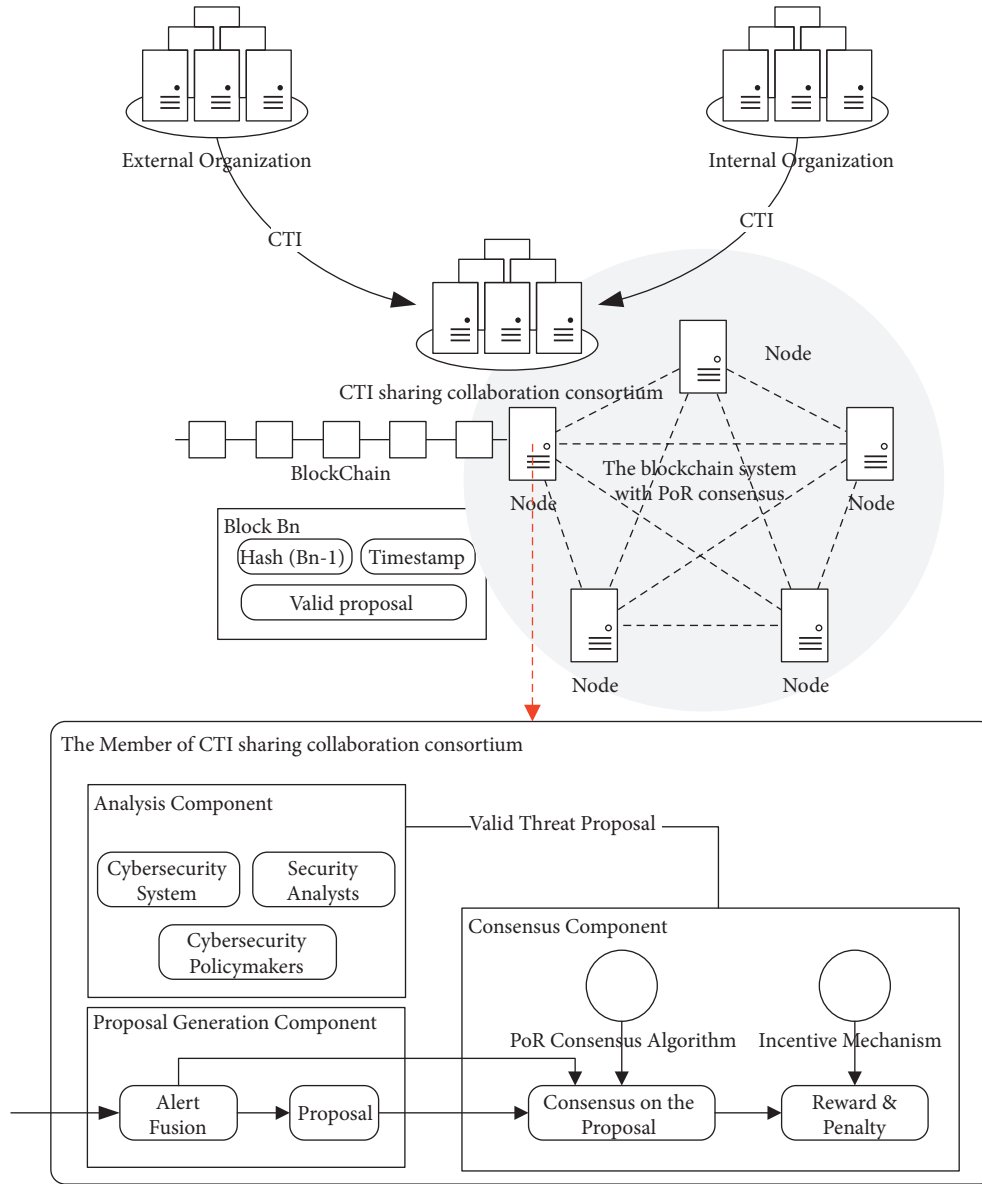 External Organization
Internal Organization
CTI
CTI
CTI sharing collaboration consortium
Node
BlockChain
The blockchain system
with PoR consensus
Node
Node
Block Bn
Hash (Bn-1)
Timestamp
Valid proposal
Node
Node
The Member of CTI sharing collaboration consortium
Analysis Component
Valid Threat Proposal
Cybersecurity
System
Security
Analysts
Cybersecurity
Policymakers
Consensus Component
Proposal Generation Component
PoR Consensus Algorithm
Incentive Mechanism
Alert
Fusion
Proposal
Consensus on the
Proposal
Reward &
Penalty